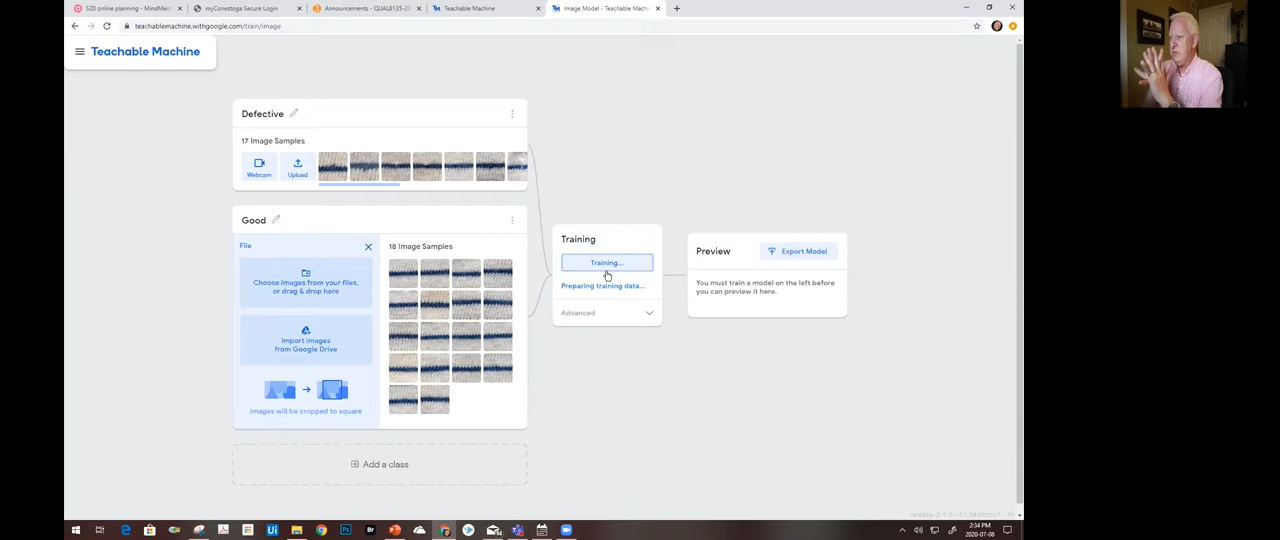 S20 online planning - MindMeis
myConestoga Secure Login
Announcements - QUAL8135-20
Teachable Machine
Image Model - Teachable Mach
teachablemachine.withgoogle.com/train/image
Teachable Machine
Defective
17 Image Samples
Webcam
Upload
Good
File
18 Image Samples
Choose images from your files,
or drag & drop here
Import images
from Google Drive
Images will be cropped to square
Add a class
Training
Training...
Preparing training data...
Advanced
Preview
Export Model
You must train a model on the left before
you can preview it here.
2:34 PM
2020-07-08